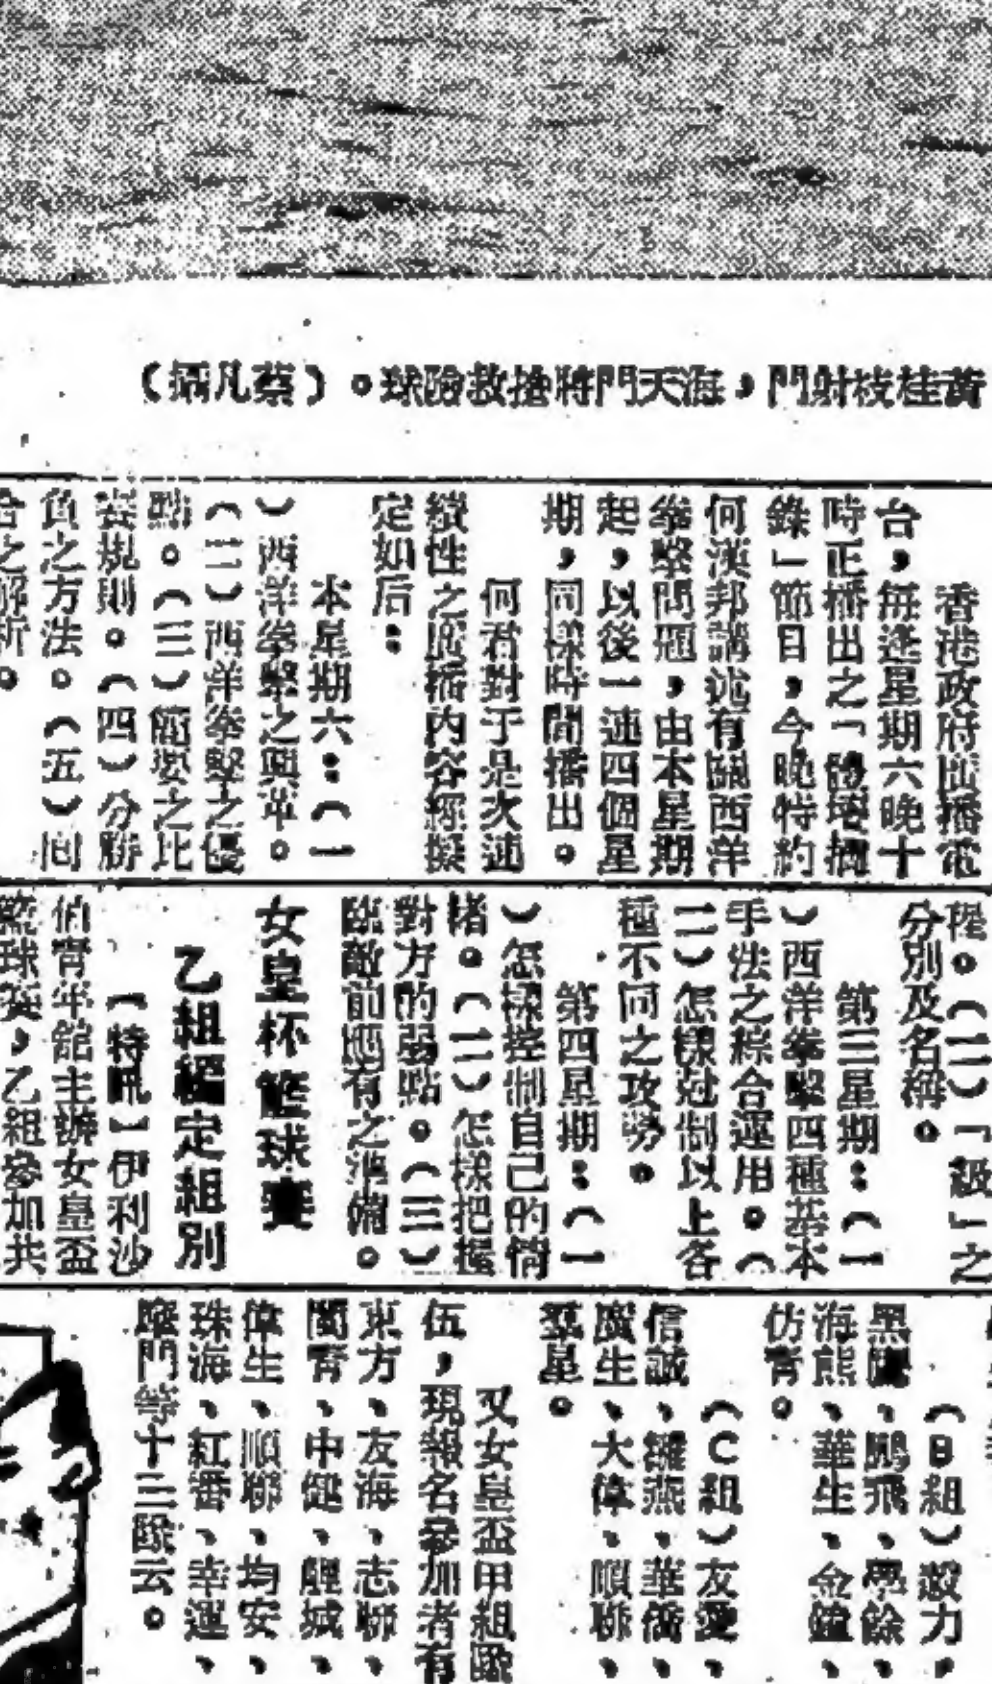 黃桂枝射門，海天門將搶救險球。（蔡凡攝）
香港政府廣播電
台，每逢星期六晚十
時正播出之「體壇摘
錄」節目，今晚特約
何漢邦講述有關西洋
拳擊問題，由本星期
起，以後一連四個星
期，同樣時間播出。
何君對于是次連
續性之廣播內容經擬
定如后：
本星期六：（一
）西洋拳擊之興革。
（二）西洋拳擊之優
點。（三）簡要之比
賽規則。（四）分勝
負之方法。（五）回
合之解析。
程。（二）「級」之
分別及名稱。
第三星期：（一
）西洋拳擊四種基本
手法之綜合運用。（
二）怎樣剋制以上各
種不同之攻勢。
第四星期：（一
）怎樣控制自己的情
緒。（二）怎樣把握
對方的弱點。（三）
臨敵前應有之準備。
女皇杯籃球賽
乙組編定組別
【特訊】伊利沙
伯青年館主辦女皇盃
籃球賽，乙組參加共
（B組）毅力，
黑鷹、鵬飛、學餘、
海熊、華生、金鐘、
仿青。
（C組）友愛、
信誠、雛燕、華僑、
廣生、大偉、順聯、
羣星。
又女皇盃甲組隊
伍，現報名參加者有
東方、友海、志聯、
閩青、中健、鯉城、
偉生、順聯、均安、
珠海、紅番、幸運、
摩門等十三隊云。